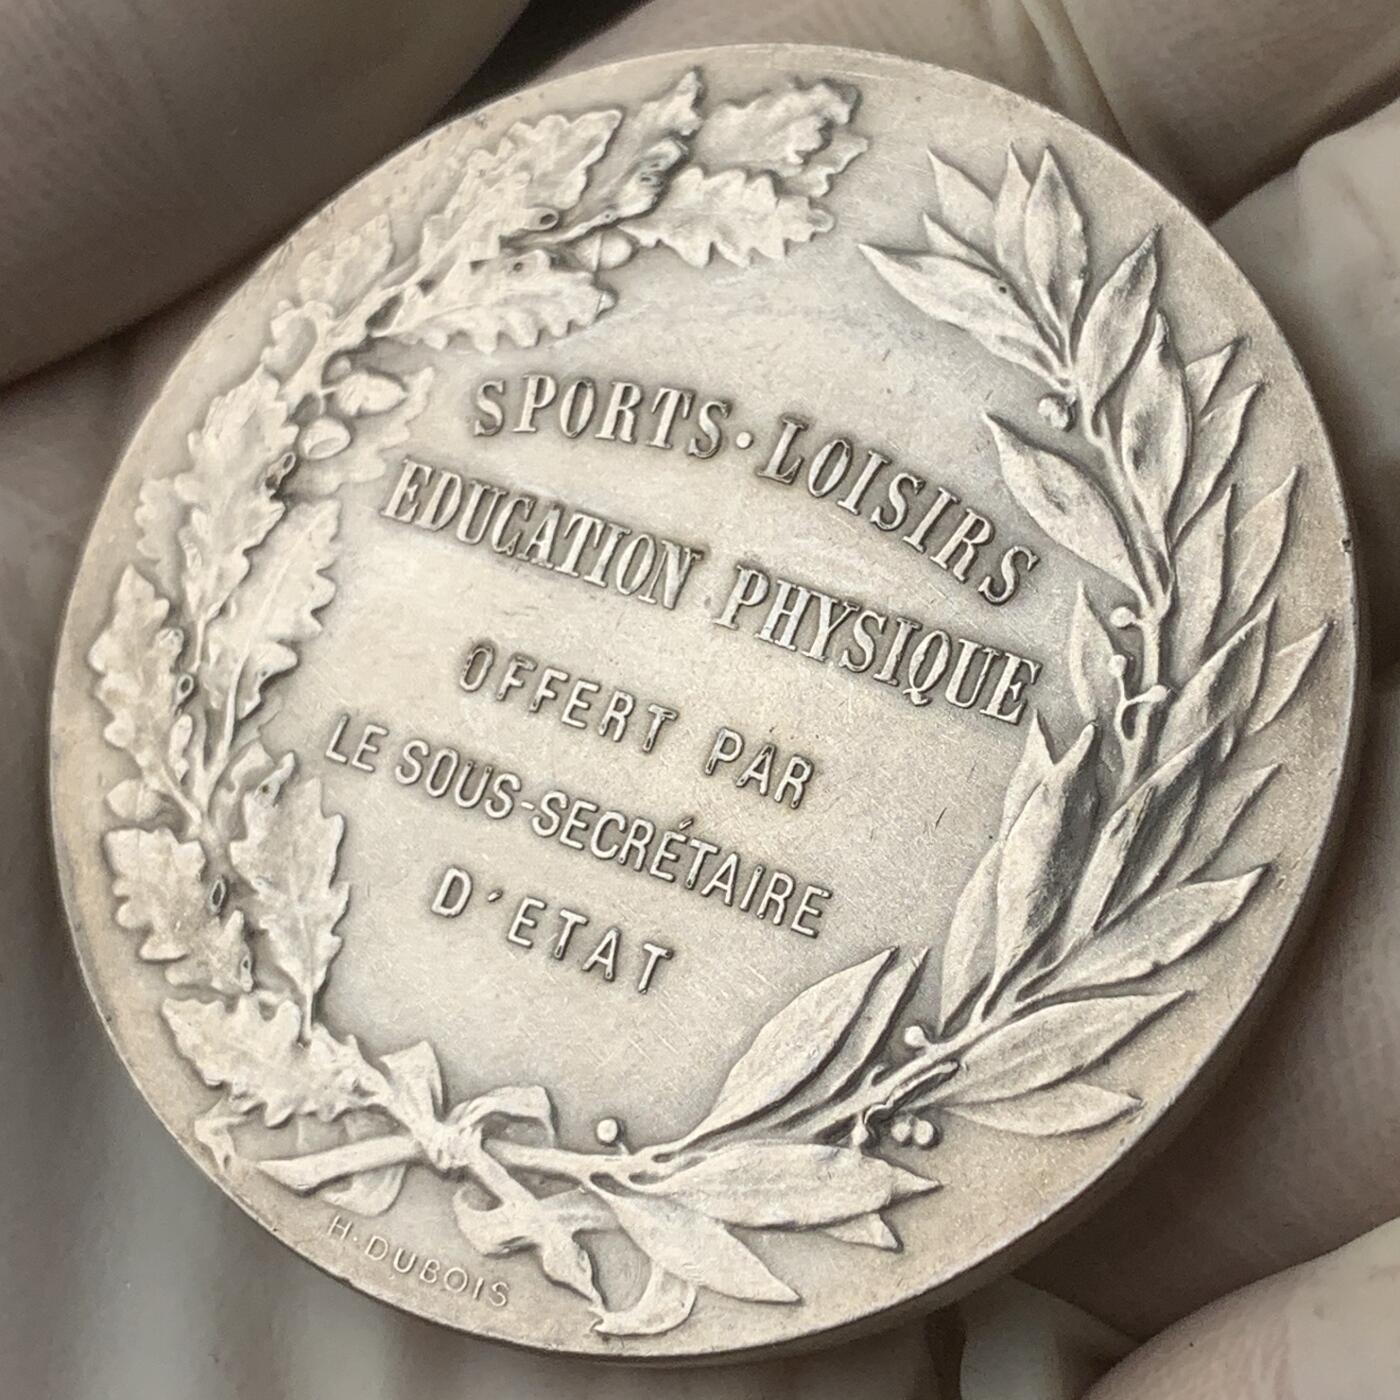 SPORTS · LOISIRS
EDUCATION PHYSIQUE
OFFERT PAR
LE SOUS-SECRÉTAIRE
D'ETAT
H. DUBOIS